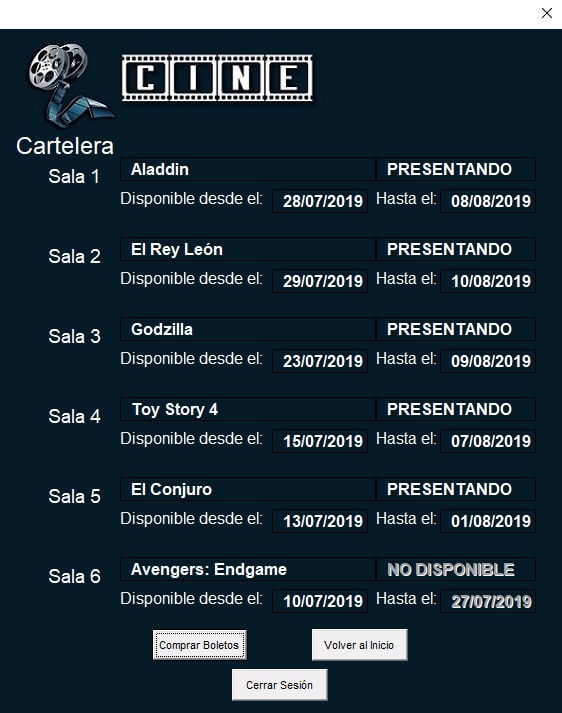 CINE
Cartelera
Sala 1 Aladdin PRESENTANDO
Disponible desde el: 28/07/2019 Hasta el: 08/08/2019
Sala 2 El Rey León PRESENTANDO
Disponible desde el: 29/07/2019 Hasta el: 10/08/2019
Sala 3 Godzilla PRESENTANDO
Disponible desde el: 23/07/2019 Hasta el: 09/08/2019
Sala 4 Toy Story 4 PRESENTANDO
Disponible desde el: 15/07/2019 Hasta el: 07/08/2019
Sala 5 El Conjuro PRESENTANDO
Disponible desde el: 13/07/2019 Hasta el: 01/08/2019
Sala 6 Avengers: Endgame NO DISPONIBLE
Disponible desde el: 10/07/2019 Hasta el: 27/07/2019
Comprar Boletos Volver al Inicio
Cerrar Sesión